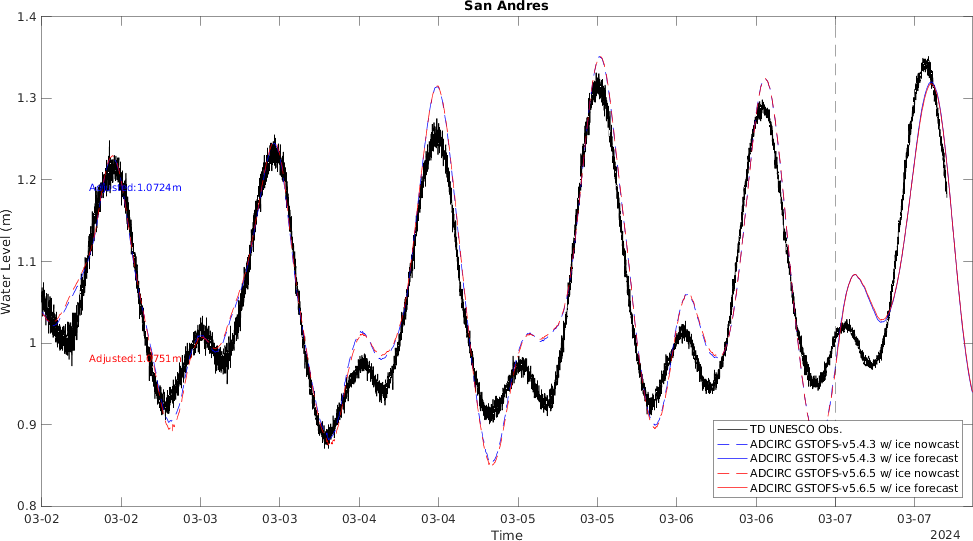 San Andres
1.4
1.3
1.2
1.1
1
0.9
0.8
Water Level (m)
Adjusted:1.0724m
Adjusted:1.0751m
TD UNESCO Obs.
ADCIRC GSTOFS-v5.4.3 w/ ice nowcast
ADCIRC GSTOFS-v5.4.3 w/ ice forecast
ADCIRC GSTOFS-v5.6.5 w/ ice nowcast
ADCIRC GSTOFS-v5.6.5 w/ ice forecast
03-02 03-02 03-03 03-03 03-04 03-04 03-05 03-05 03-06 03-06 03-07 03-07
Time
2024